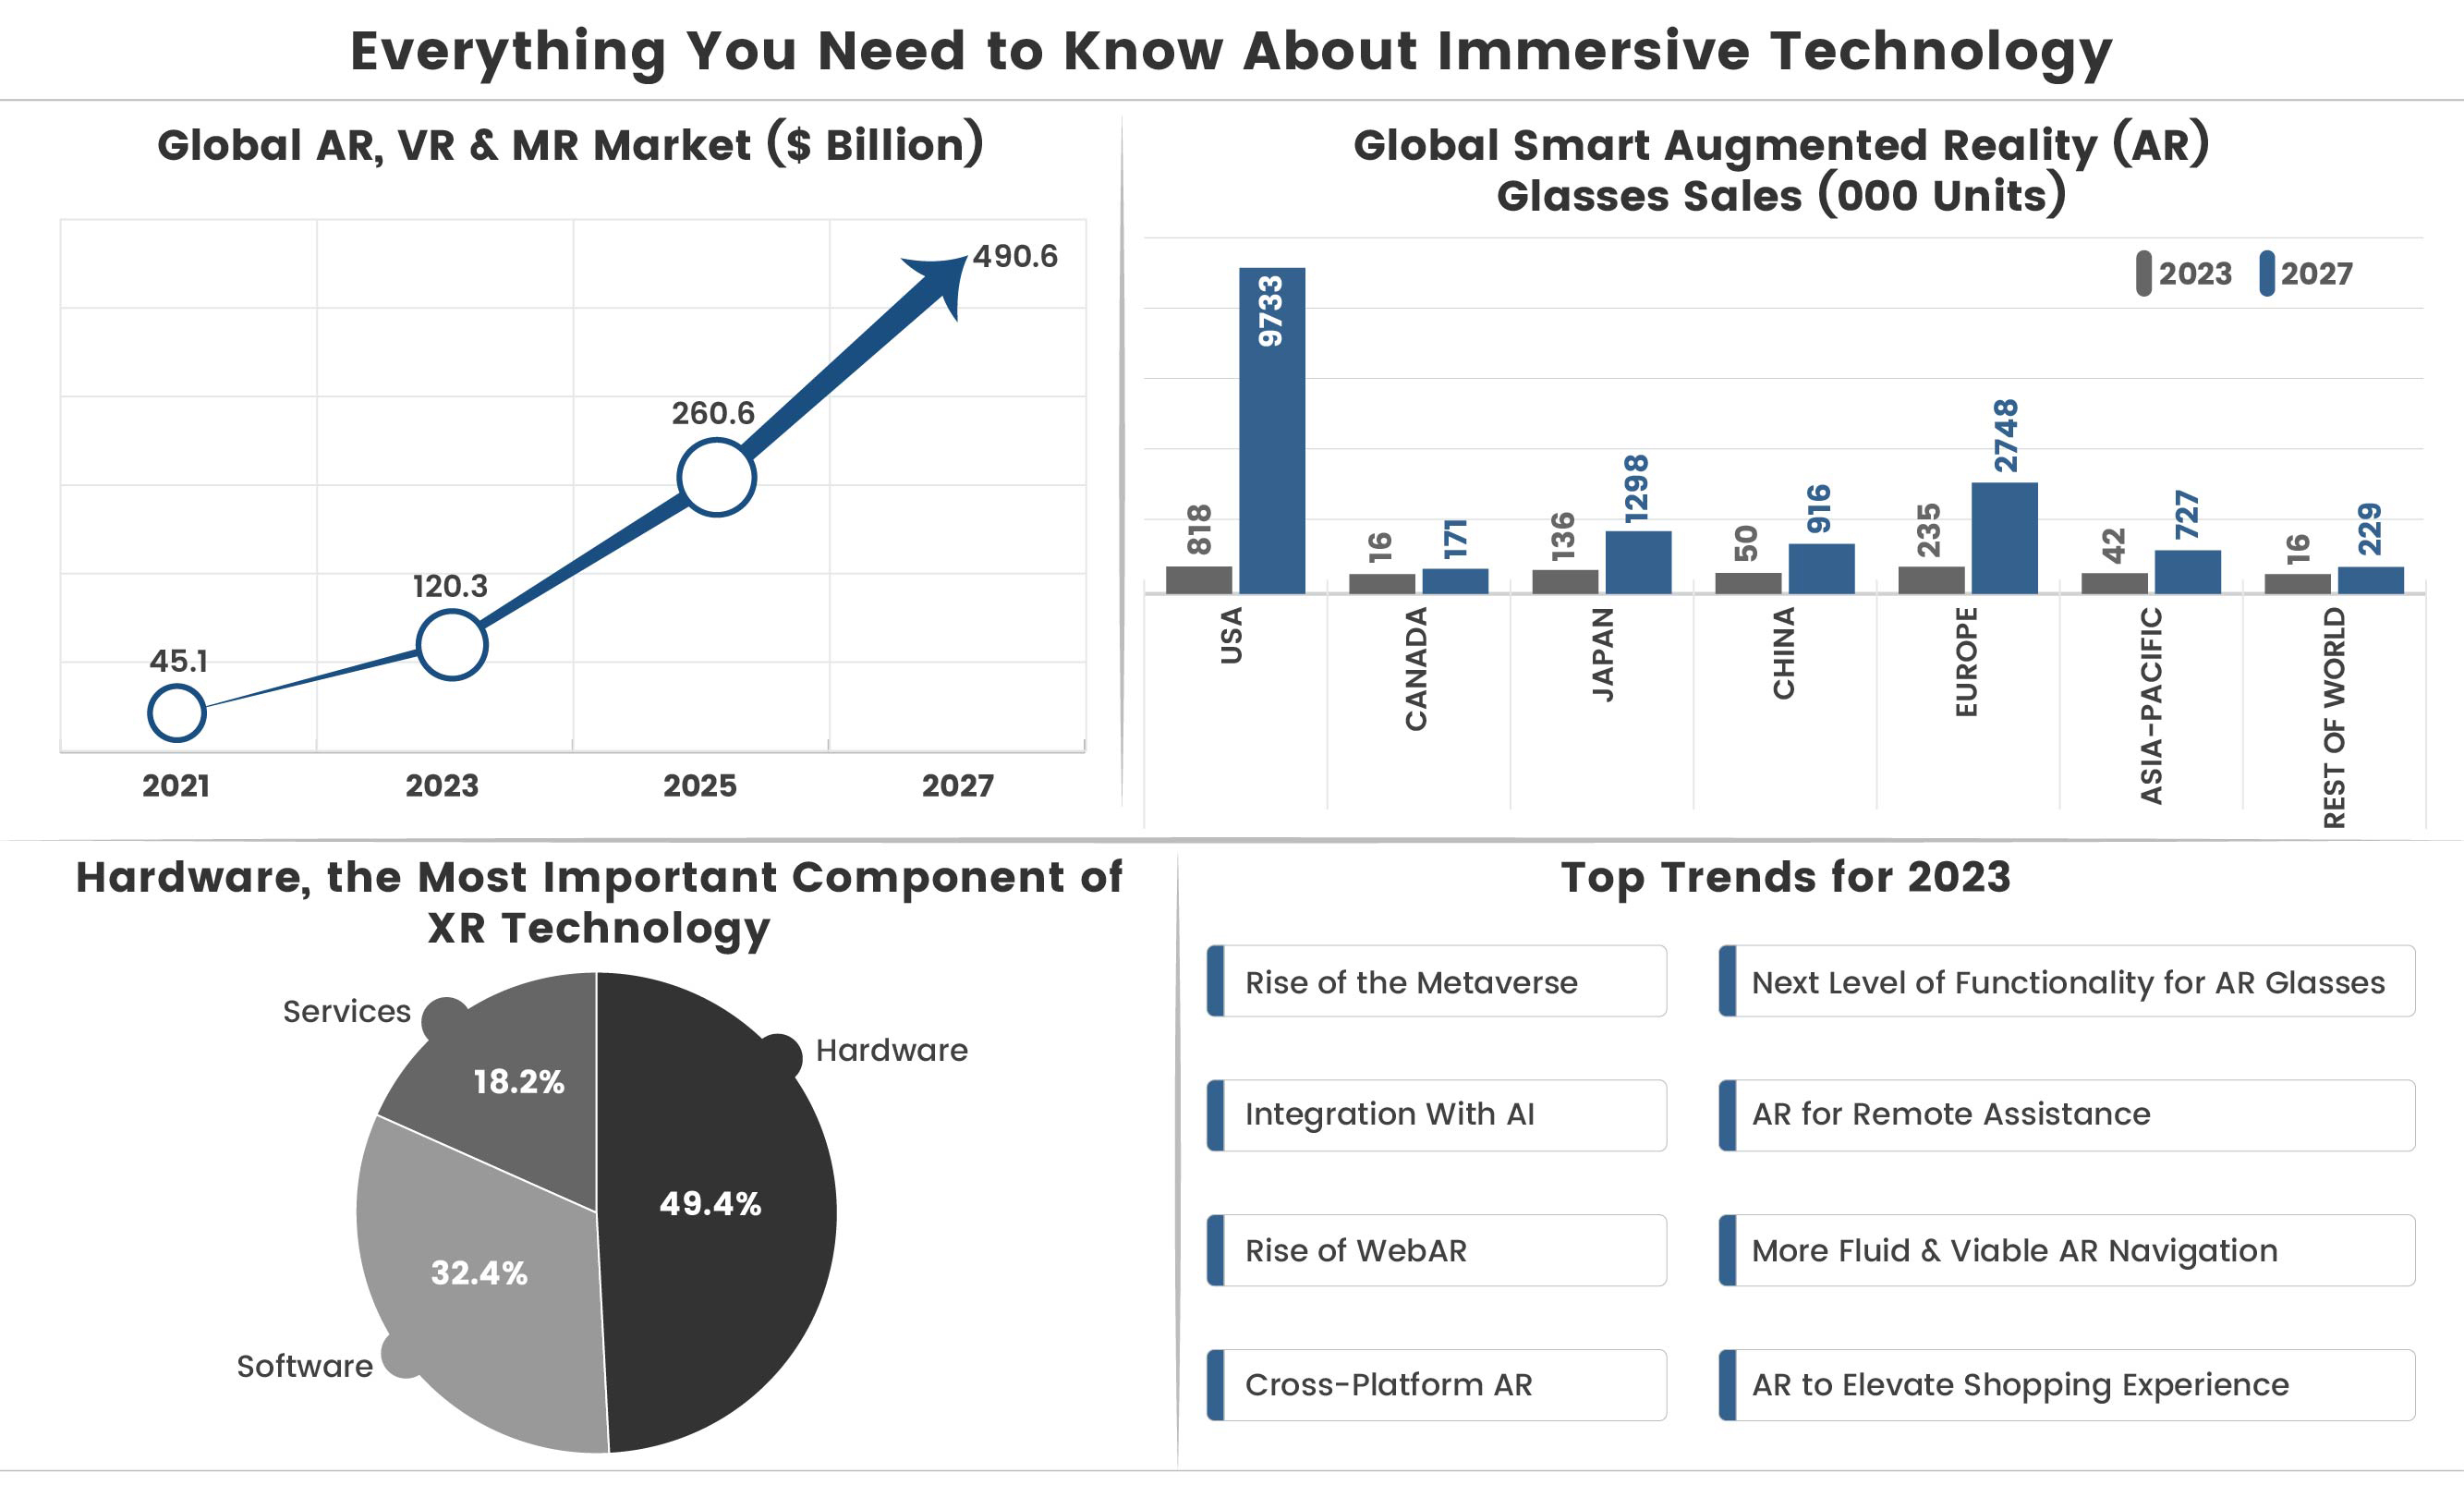 Everything You Need to Know About Immersive Technology
Global AR, VR & MR Market ($ Billion)
490.6
260.6
120.3
45.1
2021 2023 2025 2027
Global Smart Augmented Reality (AR)
Glasses Sales (000 Units)
2023 2027
818 9733 16 171 136 1298 50 916 235 2748 42 727 16 229
USA CANADA JAPAN CHINA EUROPE ASIA-PACIFIC REST OF WORLD
Hardware, the Most Important Component of
XR Technology
Services
Hardware
18.2%
49.4%
32.4%
Software
Top Trends for 2023
Rise of the Metaverse
Next Level of Functionality for AR Glasses
Integration With AI
AR for Remote Assistance
Rise of WebAR
More Fluid & Viable AR Navigation
Cross-Platform AR
AR to Elevate Shopping Experience